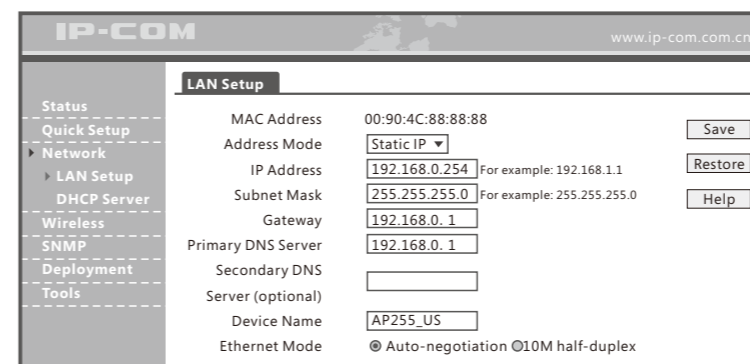 IP-COM
www.ip-com.com.cn
LAN Setup
Status
Quick Setup
Network
LAN Setup
DHCP Server
Wireless
SNMP
Deployment
Tools
MAC Address 00:90:4C:88:88:88
Address Mode Static IP
IP Address 192.168.0.254 For example: 192.168.1.1
Subnet Mask 255.255.255.0 For example: 255.255.255.0
Gateway 192.168.0. 1
Primary DNS Server 192.168.0. 1
Secondary DNS
Server (optional)
Device Name AP255_US
Ethernet Mode Auto-negotiation 10M half-duplex
Save
Restore
Help